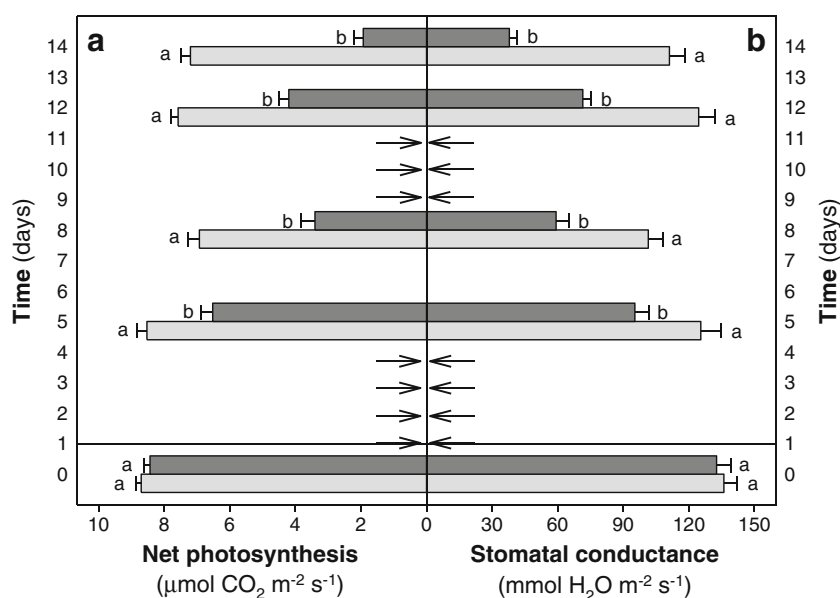 a
b
14
13
12
11
10
9
8
7
6
5
4
3
2
1
0
Time (days)
b b
a a
b b
a a
b b
a a
b b
a a
a a
a a
14
13
12
11
10
9
8
7
6
5
4
3
2
1
0
Time (days)
10 8 6 4 2 0 30 60 90 120 150
Net photosynthesis
(μmol CO₂ m⁻² s⁻¹)
Stomatal conductance
(mmol H₂O m⁻² s⁻¹)